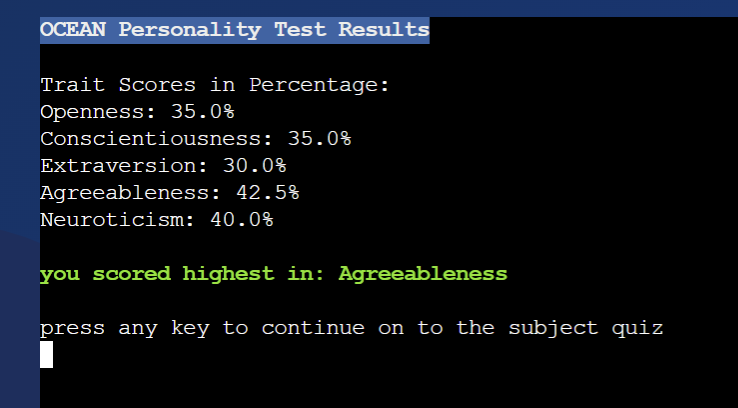 OCEAN Personality Test Results
Trait Scores in Percentage:
Openness: 35.0%
Conscientiousness: 35.0%
Extraversion: 30.0%
Agreeableness: 42.5%
Neuroticism: 40.0%
you scored highest in: Agreeableness
press any key to continue on to the subject quiz